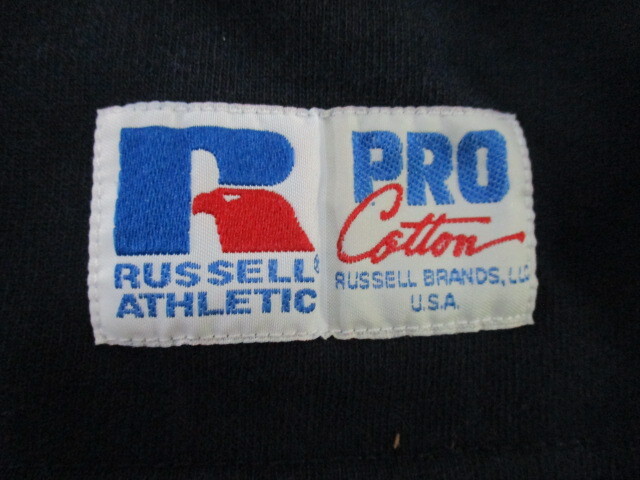 R
RUSSELL®
ATHLETIC
PRO
Cotton
RUSSELL BRANDS, LLC
U.S.A.